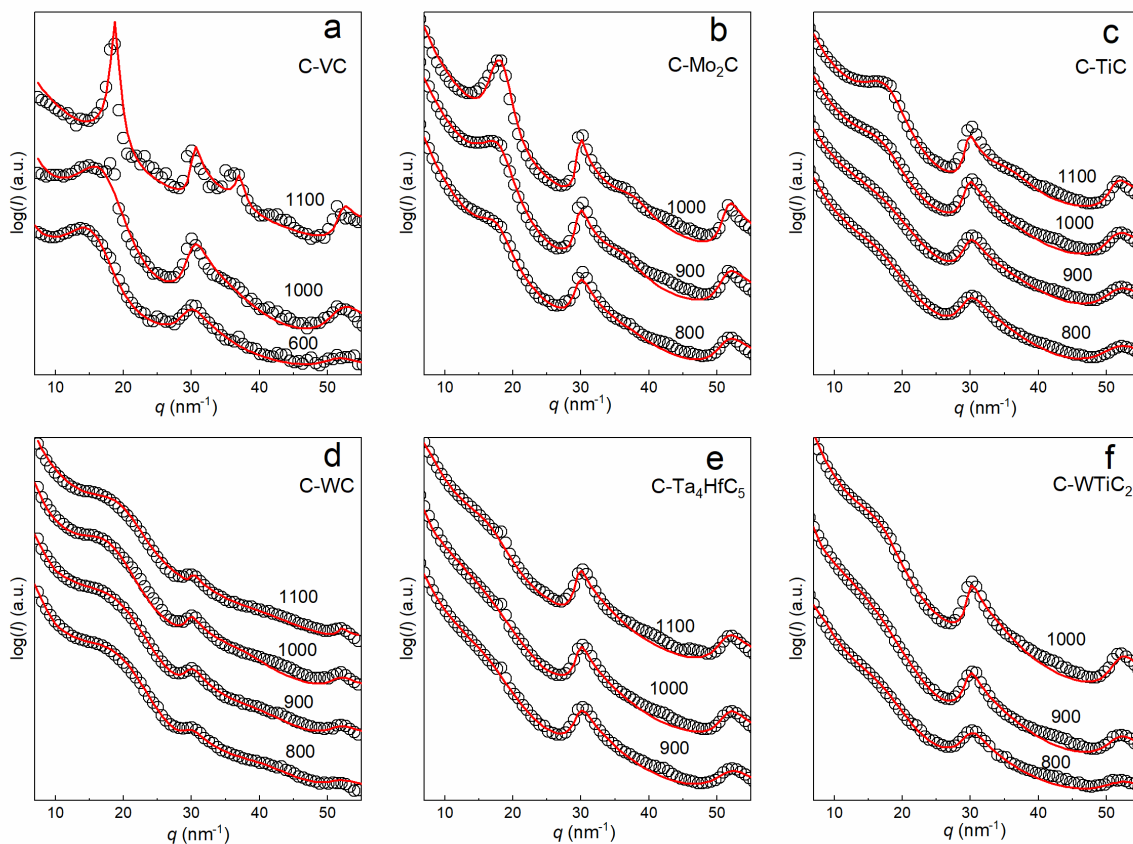 a
C-VC
1100
1000
600
log(I) (a.u.)
10 20 30 40 50
q (nm⁻¹)
b
C-Mo₂C
1000
900
800
log(I) (a.u.)
10 20 30 40 50
q (nm⁻¹)
c
C-TiC
1100
1000
900
800
log(I) (a.u.)
10 20 30 40 50
q (nm⁻¹)
d
C-WC
1100
1000
900
800
log(I) (a.u.)
10 20 30 40 50
q (nm⁻¹)
e
C-Ta₄HfC₅
1100
1000
900
log(I) (a.u.)
10 20 30 40 50
q (nm⁻¹)
f
C-WTiC₂
1000
900
800
log(I) (a.u.)
10 20 30 40 50
q (nm⁻¹)